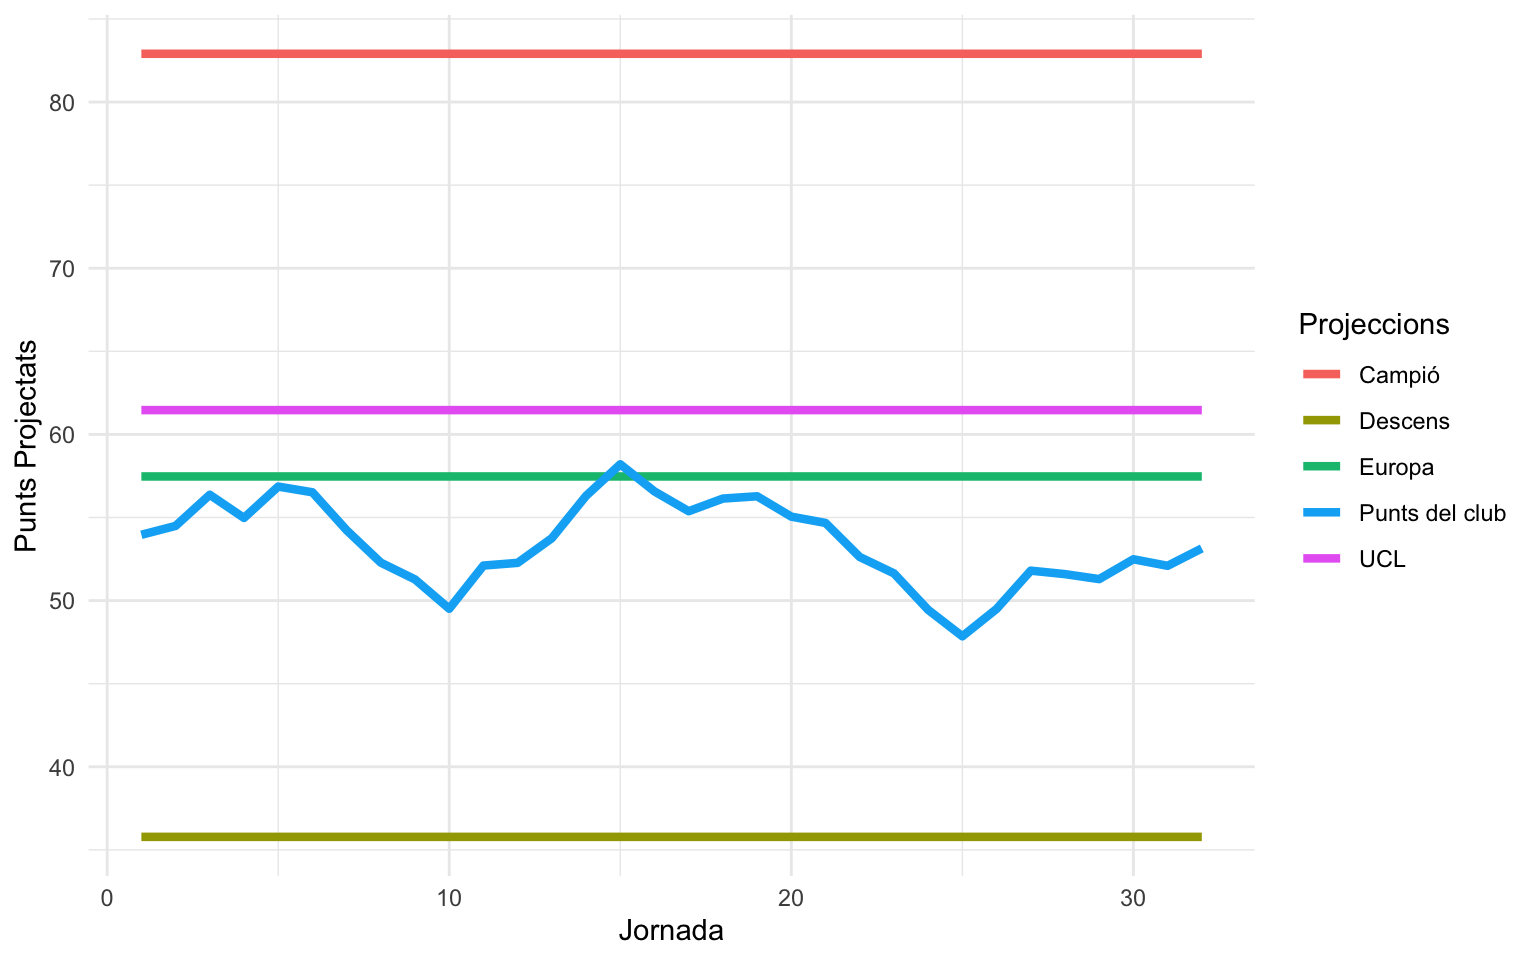 80
70
60
50
40
Punts Projectats
0 10 20 30
Jornada
Projeccions
Campió
Descens
Europa
Punts del club
UCL